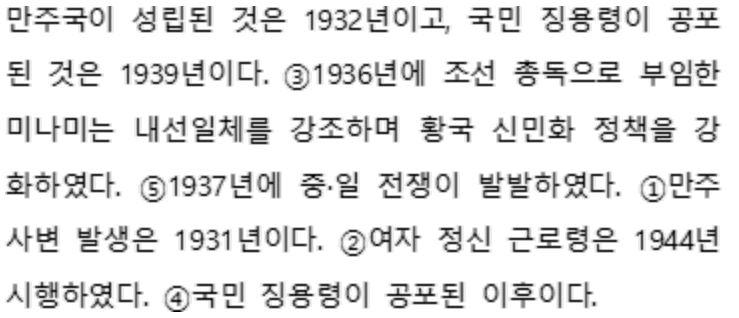 만주국이 성립된 것은 1932년이고, 국민 징용령이 공포
된 것은 1939년이다. ③1936년에 조선 총독으로 부임한
미나미는 내선일체를 강조하며 황국 신민화 정책을 강
화하였다. ⑤1937년에 중·일 전쟁이 발발하였다. ①만주
사변 발생은 1931년이다. ②여자 정신 근로령은 1944년
시행하였다. ④국민 징용령이 공포된 이후이다.